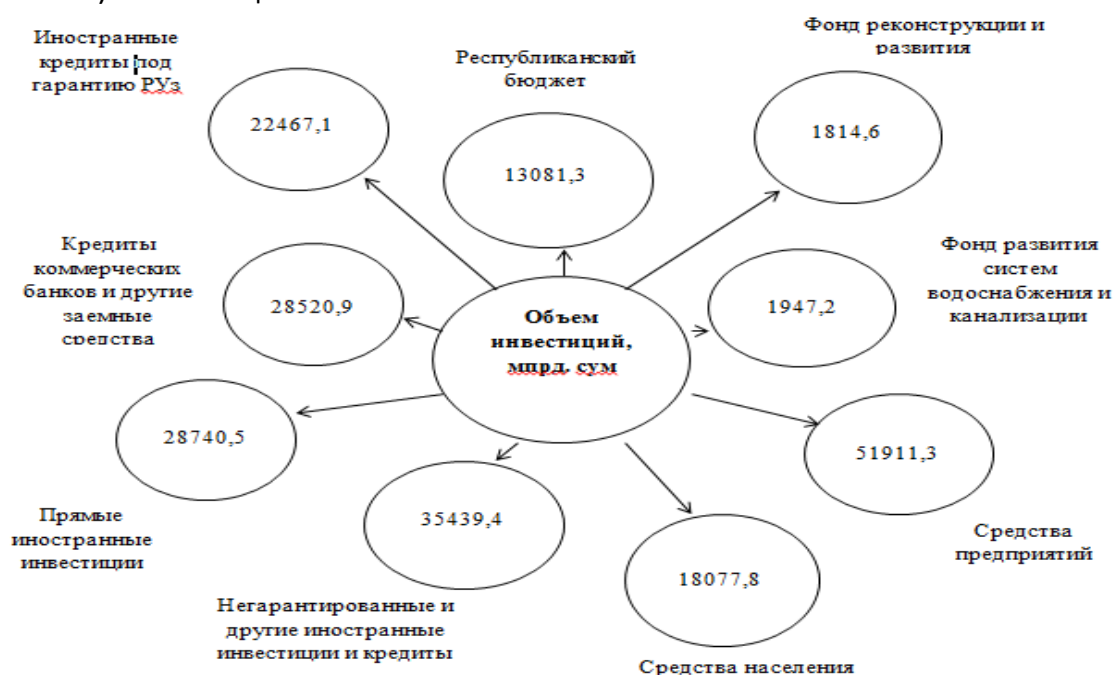 Иностранные
кредиты под
гарантию РУз
22467,1
Республиканский
бюджет
13081,3
Фонд реконструкции и
развития
1814,6
Кредиты
коммерческих
банков и другие
заемные
средства
28520,9
Объем
инвестиций,
мпрд. сум
1947,2
Фонд развития
систем
водоснабжения и
канализации
28740,5
Прямые
иностранные
инвестиции
35439,4
Негарантированные и
другие иностранные
инвестиции и кредиты
18077,8
Средства населения
51911,3
Средства
предприятий